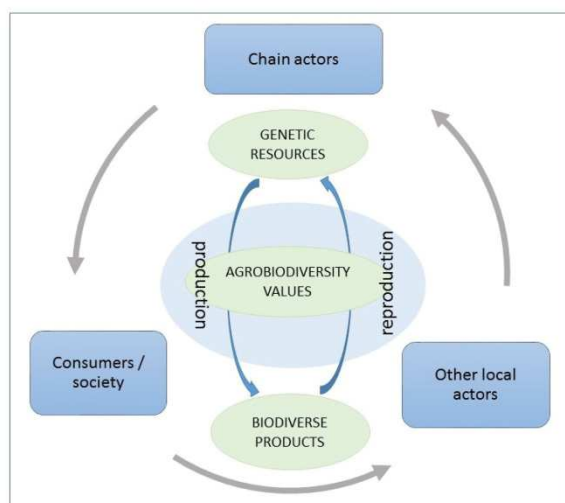 Chain actors
GENETIC
RESOURCES
production
AGROBIODIVERSITY
VALUES
reproduction
Consumers /
society
Other local
actors
BIODIVERSE
PRODUCTS